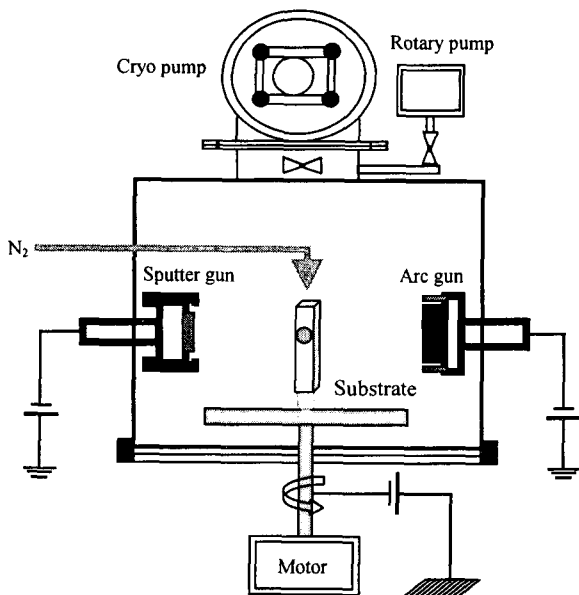 Rotary pump
Cryo pump
N₂
Sputter gun
Arc gun
Substrate
Motor